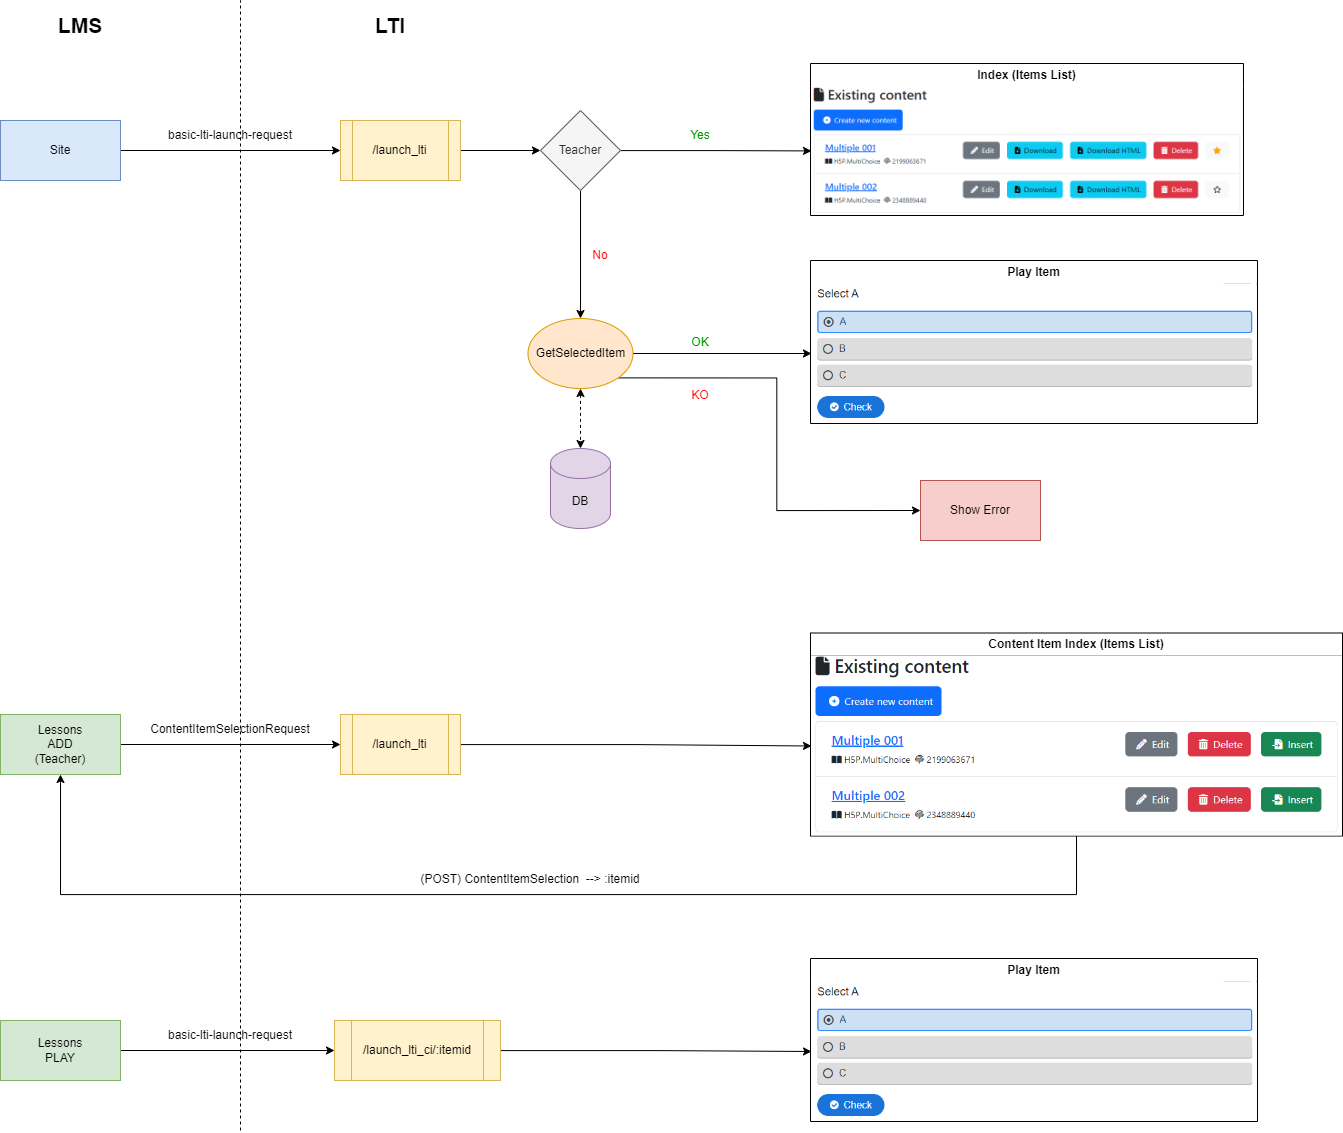 LMS
LTI
Index (Items List)
Existing content
Create new content
Site
basic-lti-launch-request
/launch_lti
Teacher
Yes
Multiple 001
Edit
Download
Download HTML
Delete
H5P.MultiChoice 2199063671
Multiple 002
Edit
Download
Download HTML
Delete
H5P.MultiChoice 2348889440
No
Play Item
Select A
A
B
C
Check
GetSelectedItem
OK
KO
DB
Show Error
Content Item Index (Items List)
Existing content
Create new content
Lessons
ADD
(Teacher)
ContentItemSelectionRequest
/launch_lti
Multiple 001
Edit
Delete
Insert
H5P.MultiChoice 2199063671
Multiple 002
Edit
Delete
Insert
H5P.MultiChoice 2348889440
(POST) ContentItemSelection --> :itemid
Play Item
Select A
A
B
C
Check
Lessons
PLAY
basic-lti-launch-request
/launch_lti_ci/:itemid